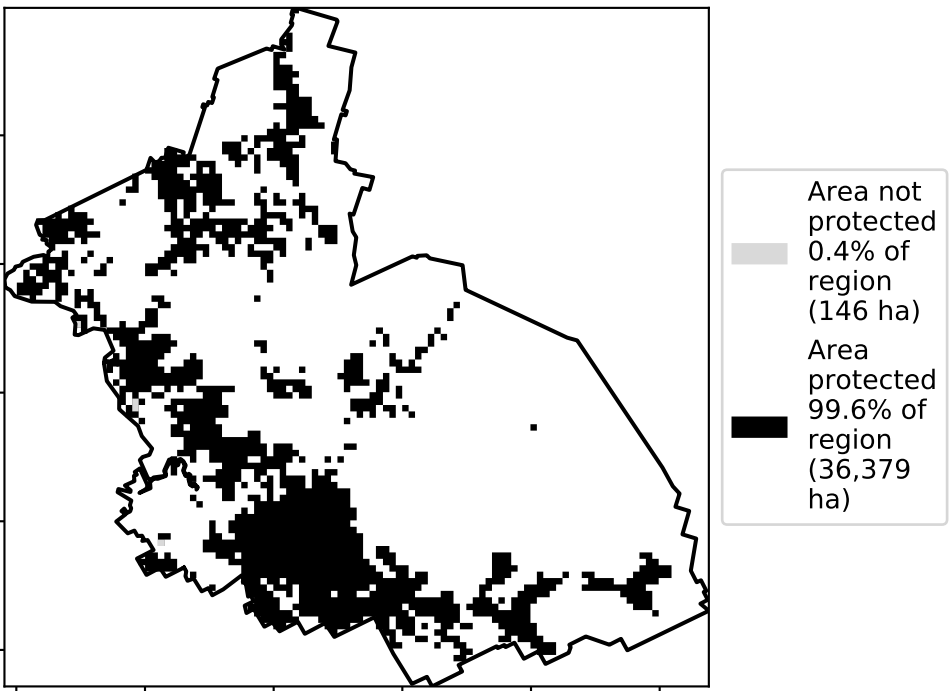 Area not
protected
0.4% of
region
(146 ha)
Area
protected
99.6% of
region
(36,379
ha)